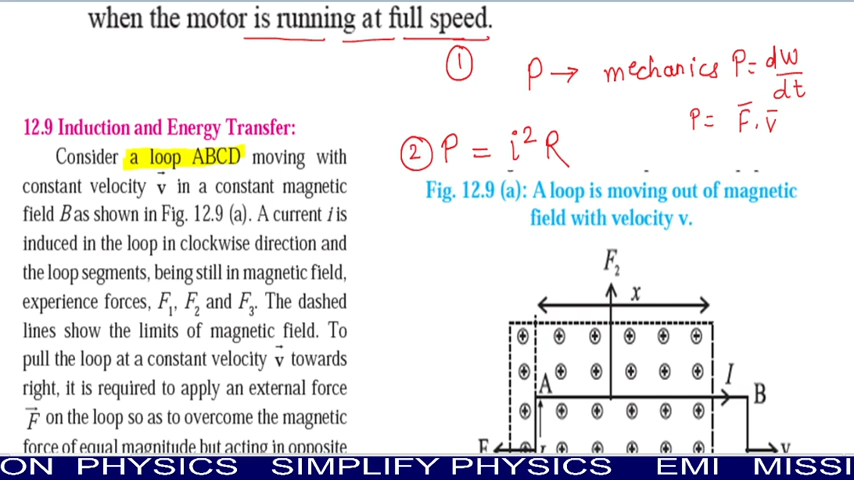 when the motor is running at full speed.
① P → mechanics P = dw/dt
P = F̄ . v̄
② P = i²R
12.9 Induction and Energy Transfer:
Consider a loop ABCD moving with
constant velocity v⃗ in a constant magnetic
field B as shown in Fig. 12.9 (a). A current i is
induced in the loop in clockwise direction and
the loop segments, being still in magnetic field,
experience forces, F₁, F₂ and F₃. The dashed
lines show the limits of magnetic field. To
pull the loop at a constant velocity v⃗ towards
right, it is required to apply an external force
F⃗ on the loop so as to overcome the magnetic
force of equal magnitude but acting in opposite
Fig. 12.9 (a): A loop is moving out of magnetic
field with velocity v.
F₂
x
A
I
B
F
v
ON PHYSICS SIMPLIFY PHYSICS EMI MISSI